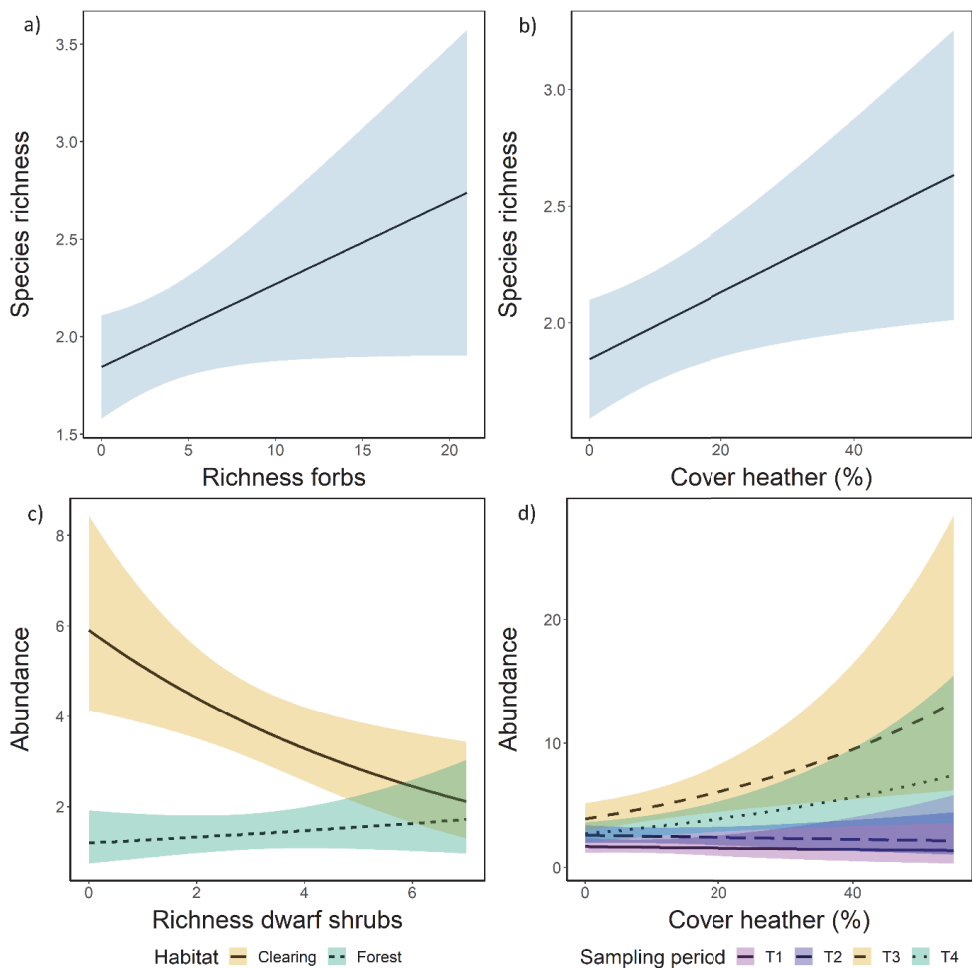 a)
3.5
3.0
2.5
2.0
1.5
Species richness
0 5 10 15 20
Richness forbs
b)
3.0
2.5
2.0
Species richness
0 20 40
Cover heather (%)
c)
8
6
4
2
Abundance
0 2 4 6
Richness dwarf shrubs
Habitat Clearing Forest
d)
20
10
0
Abundance
0 20 40
Cover heather (%)
Sampling period T1 T2 T3 T4